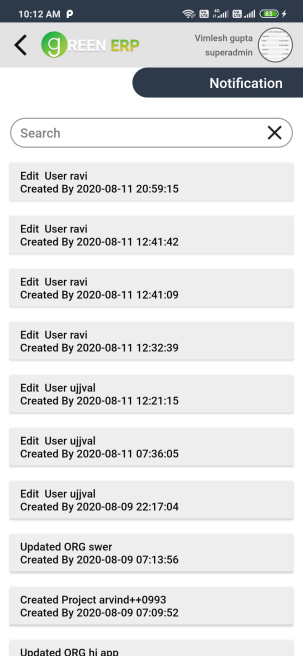 10:12 AM
83
green ERP
Vimlesh gupta
superadmin
Notification
Search
Edit User ravi
Created By 2020-08-11 20:59:15
Edit User ravi
Created By 2020-08-11 12:41:42
Edit User ravi
Created By 2020-08-11 12:41:09
Edit User ravi
Created By 2020-08-11 12:32:39
Edit User ujjval
Created By 2020-08-11 12:21:15
Edit User ujjval
Created By 2020-08-11 07:36:05
Edit User ujjval
Created By 2020-08-09 22:17:04
Updated ORG swer
Created By 2020-08-09 07:13:56
Created Project arvind++0993
Created By 2020-08-09 07:09:52
Updated ORG hi app